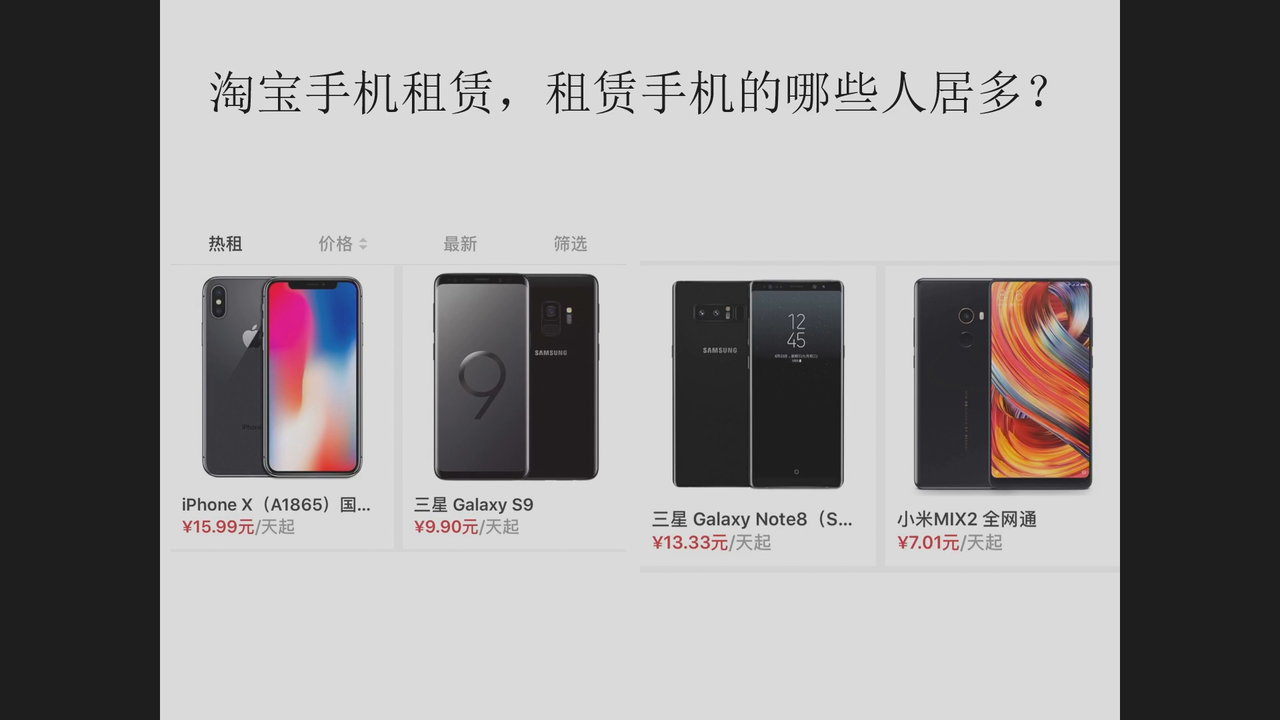 淘宝手机租赁，租赁手机的哪些人居多？
热租 价格 最新 筛选
SAMSUNG
9
SAMSUNG
12
45
iPhone X（A1865）国...
¥15.99元/天起
三星 Galaxy S9
¥9.90元/天起
三星 Galaxy Note8（S...
¥13.33元/天起
小米MIX2 全网通
¥7.01元/天起